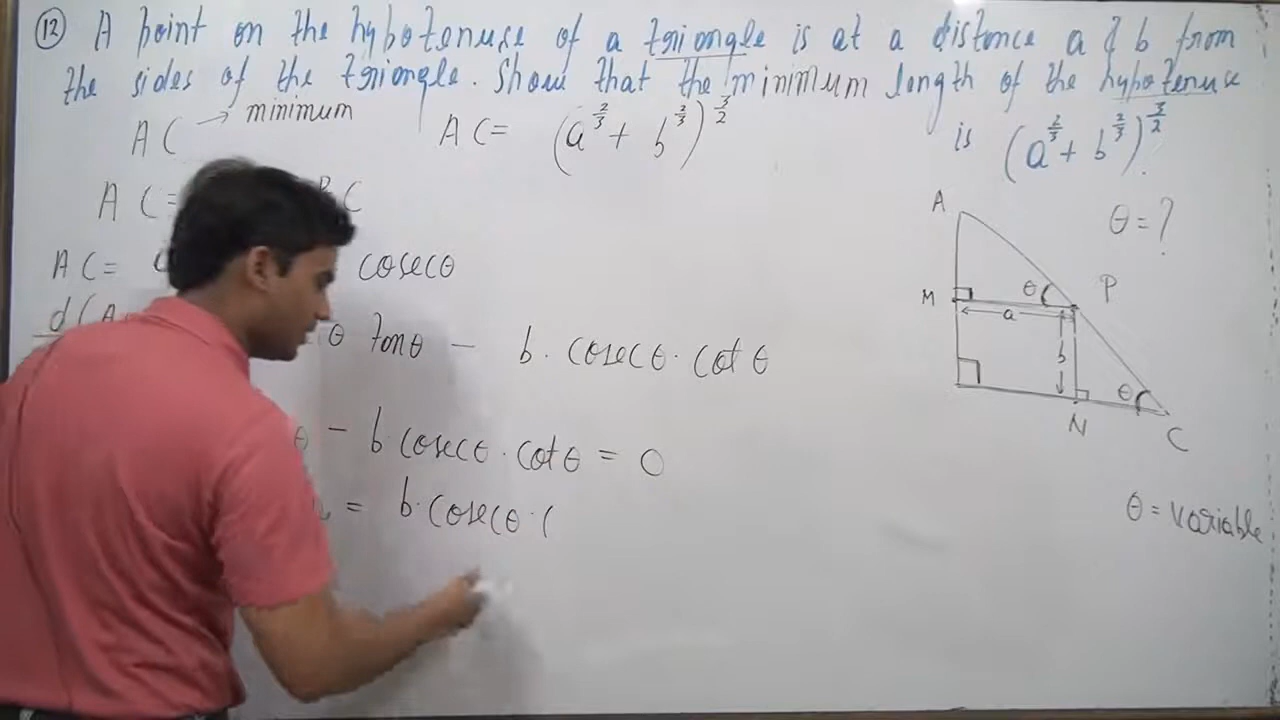 12 A point on the hypotenuse of a triangle is at a distance a & b from
the sides of the triangle. Show that the minimum length of the hypotenuse
is (a^{2/3} + b^{2/3})^{3/2}.
AC → minimum
AC = (a^{2/3} + b^{2/3})^{3/2}
AC = PC
AC = cosecθ
d(A θ tanθ - b. cosecθ. cotθ
θ - b cosecθ. cotθ = 0
= b. cosecθ. (
A
θ = ?
M
θ
P
a
b
θ
N
C
θ = variable